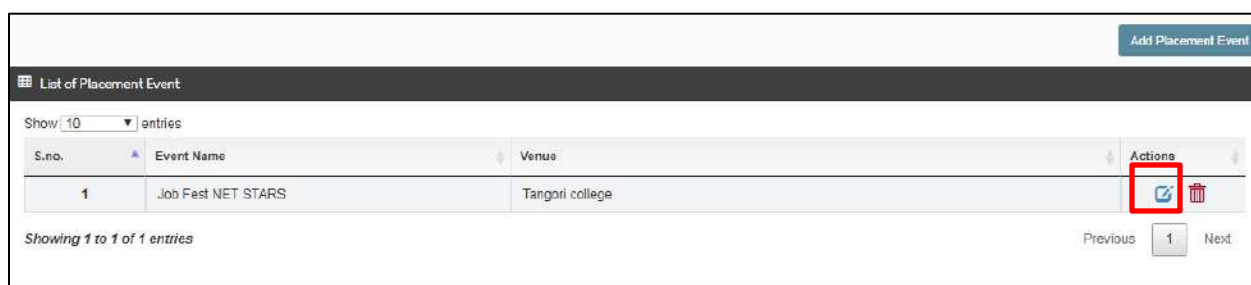 Add Placement Event
List of Placement Event
Show 10 entries
S.no. Event Name Venue Actions
1 Job Fest NET STARS Tangori college
Showing 1 to 1 of 1 entries Previous 1 Next